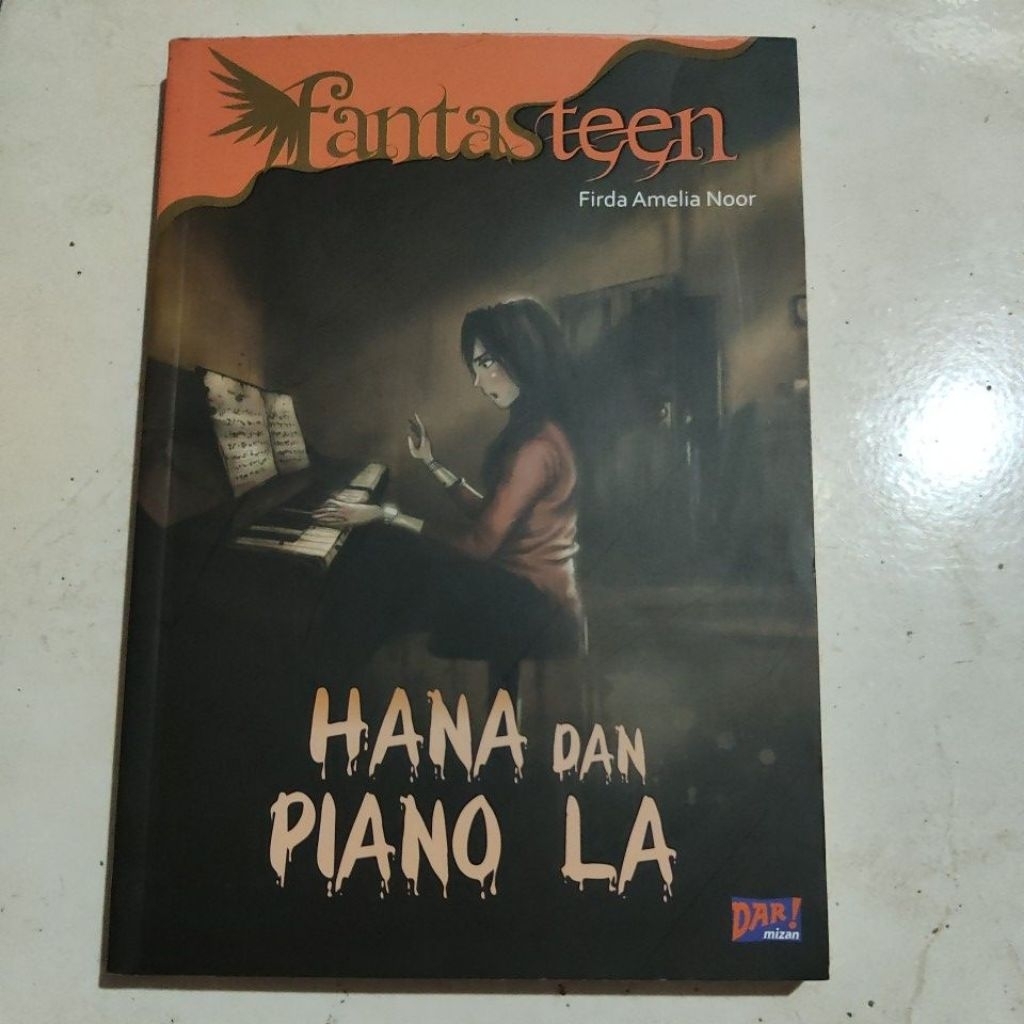 fantasteen
Firda Amelia Noor
HANA DAN
PIANO LA
DAR!
mizan